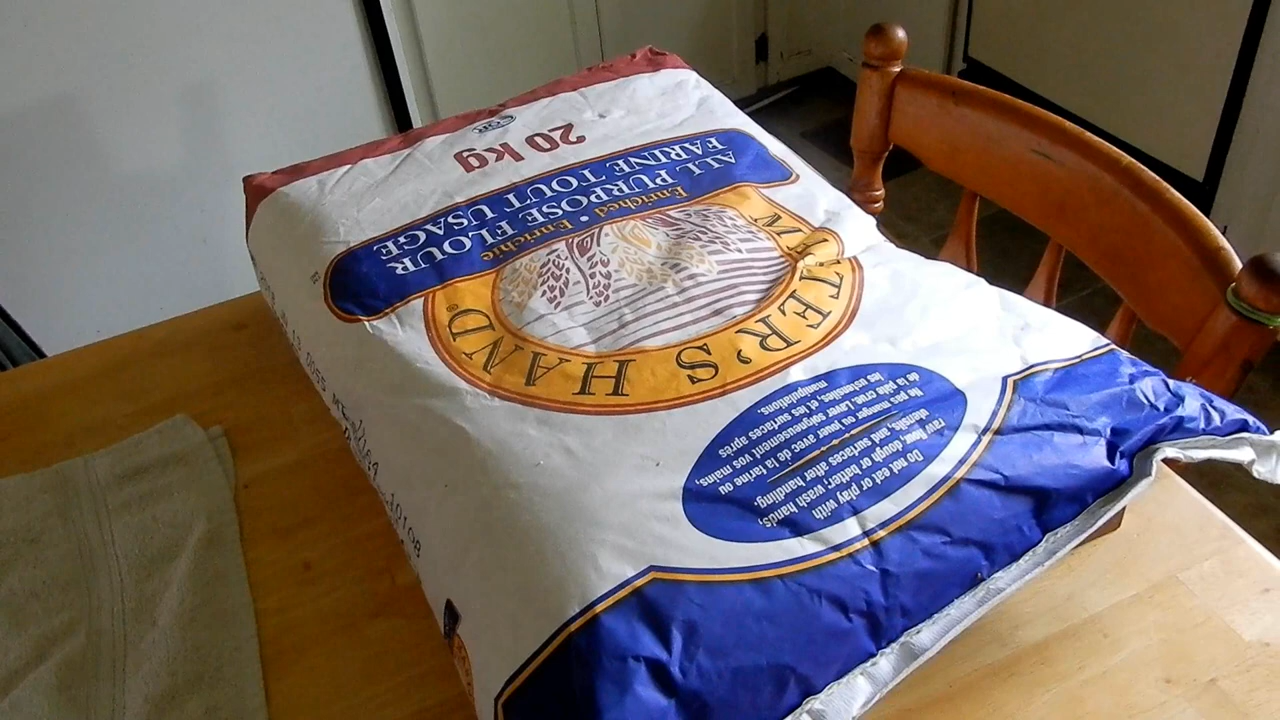 MASTER'S HAND®
Enriched • Enrichie
ALL PURPOSE FLOUR
FARINE TOUT USAGE
20 kg
COR
Do not eat or play with
raw flour, dough or batter; wash hands,
utensils, and surfaces after handling.
Ne pas manger ou jouer avec de la farine ou
de la pâte crue. Laver soigneusement vos mains,
les ustensiles, et les surfaces après
manipulations.